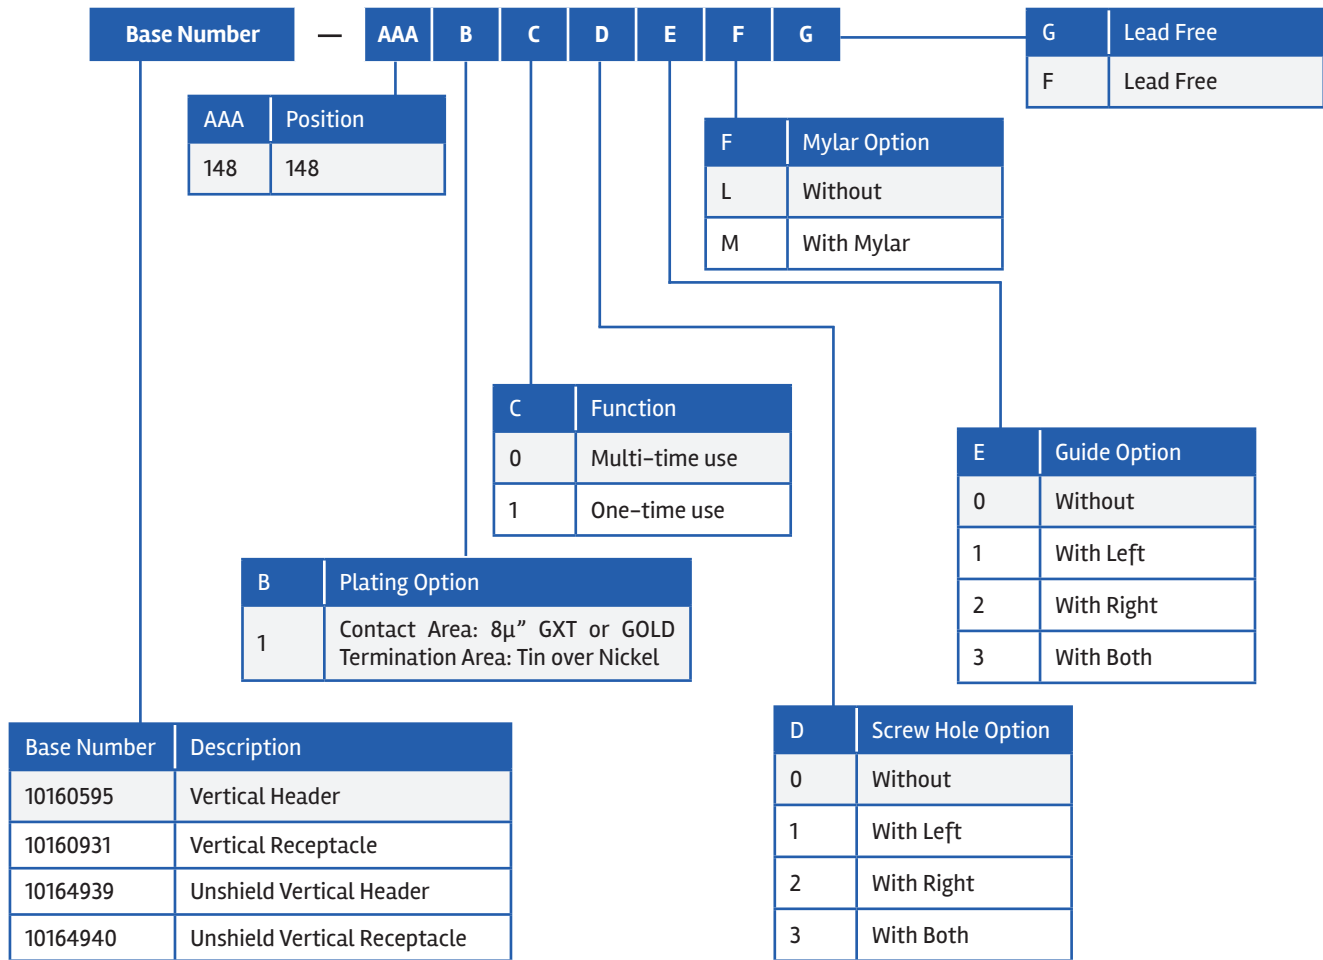 Base Number — AAA B C D E F G
G Lead Free
F Lead Free
AAA Position
148 148
F Mylar Option
L Without
M With Mylar
C Function
0 Multi-time use
1 One-time use
E Guide Option
0 Without
1 With Left
2 With Right
3 With Both
B Plating Option
1 Contact Area: 8µ” GXT or GOLD
Termination Area: Tin over Nickel
Base Number Description
10160595 Vertical Header
10160931 Vertical Receptacle
10164939 Unshield Vertical Header
10164940 Unshield Vertical Receptacle
D Screw Hole Option
0 Without
1 With Left
2 With Right
3 With Both